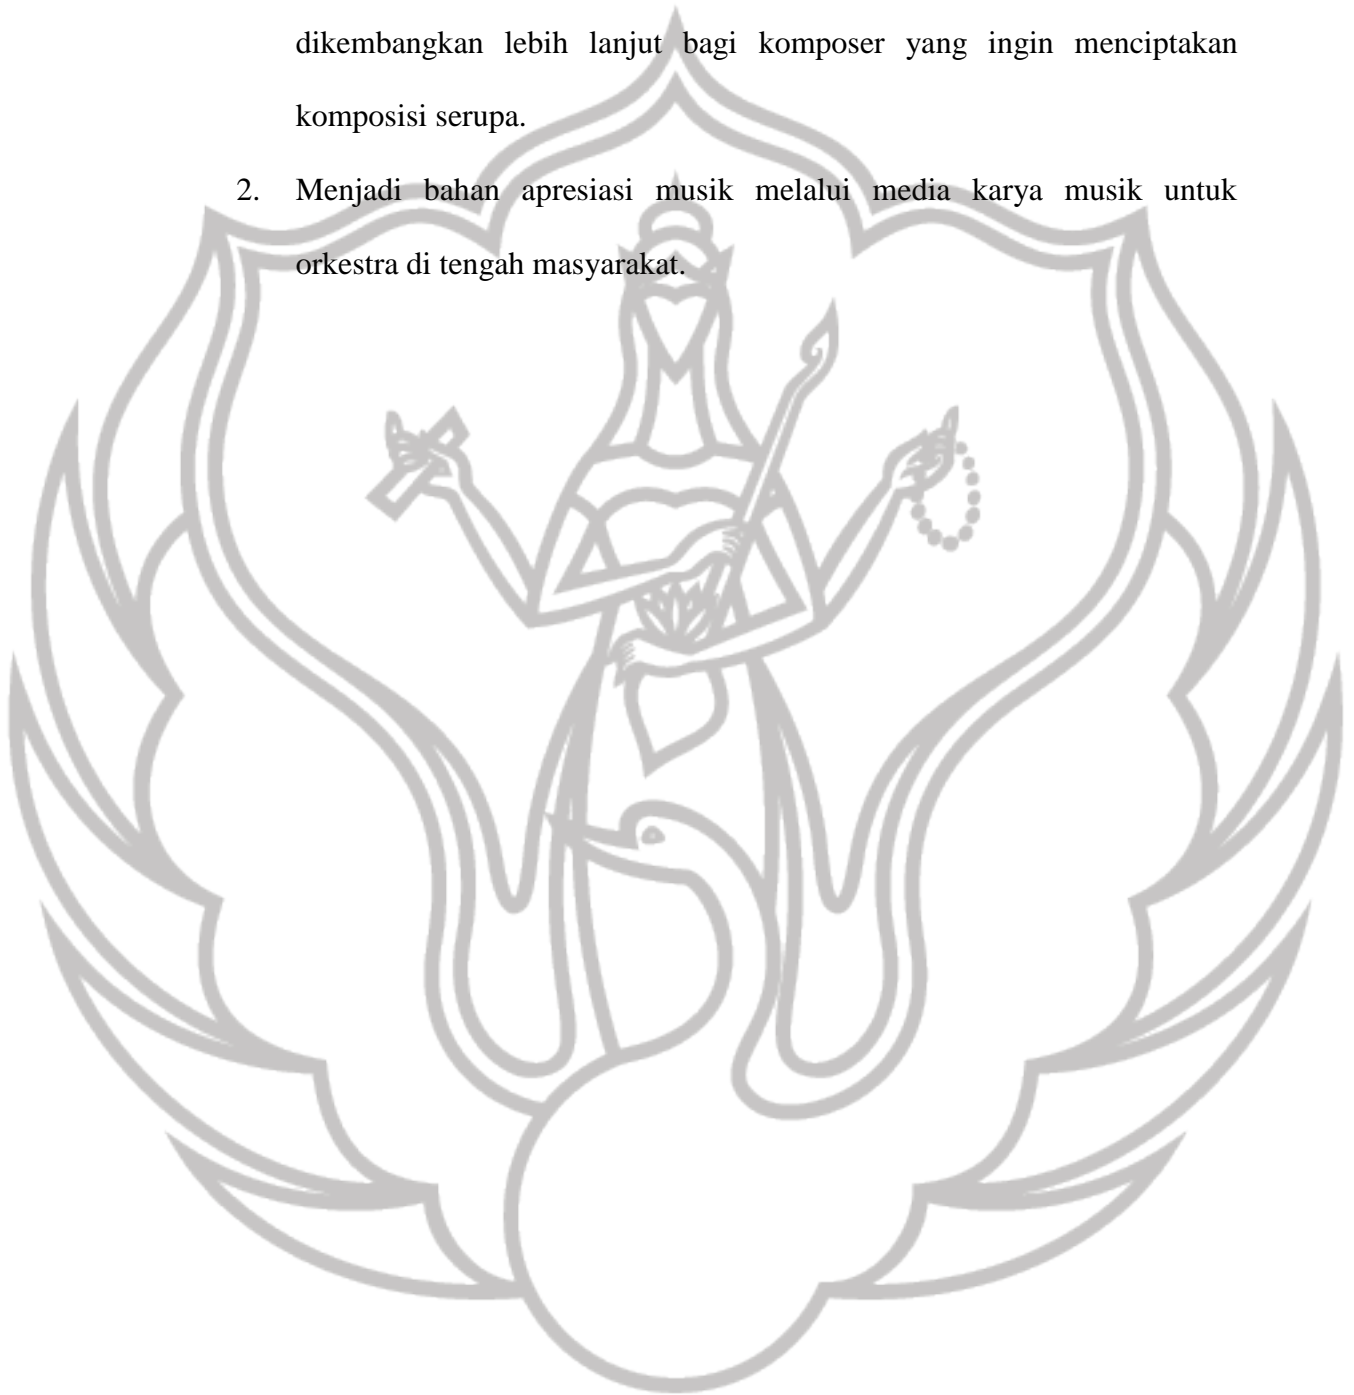 dikembangkan lebih lanjut bagi komposer yang ingin menciptakan
komposisi serupa.
2. Menjadi bahan apresiasi musik melalui media karya musik untuk
orkestra di tengah masyarakat.